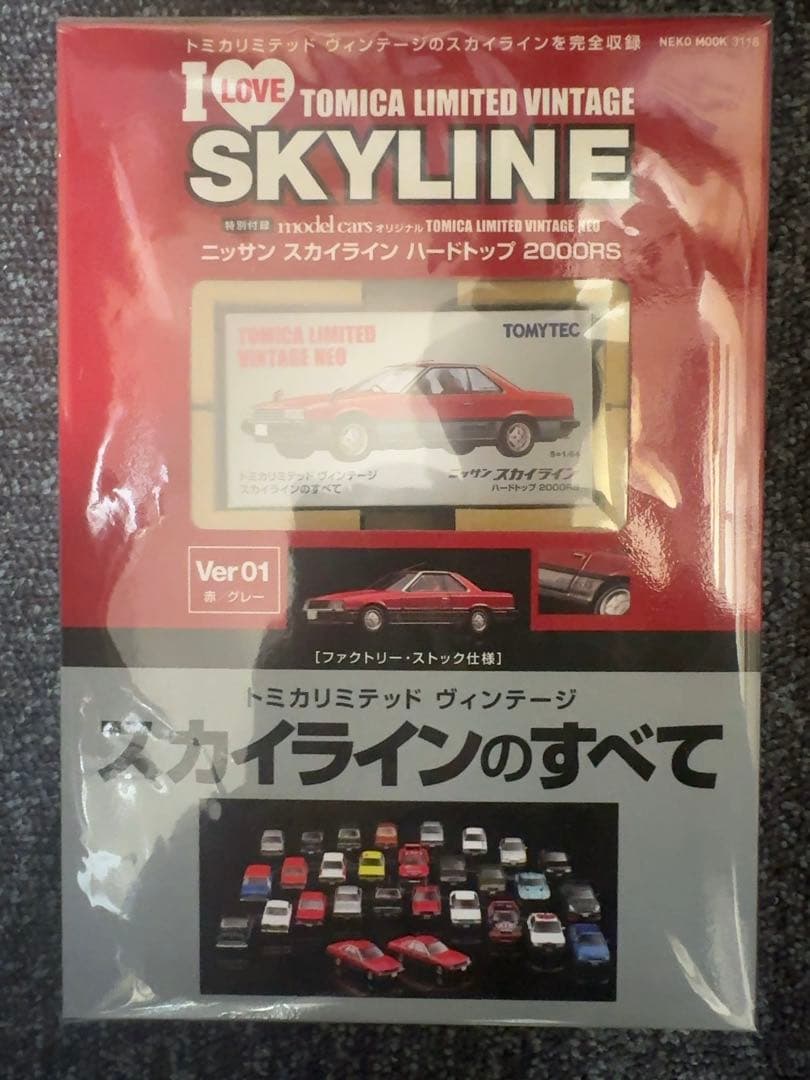 トミカリミテッド ヴィンテージのスカイラインを完全収録
NEKO MOOK 3116
I LOVE TOMICA LIMITED VINTAGE
SKYLINE
特別付録 model cars オリジナル TOMICA LIMITED VINTAGE NEO
ニッサン スカイライン ハードトップ 2000RS
TOMICA LIMITED
VINTAGE NEO
TOMYTEC
S=1/64
トミカリミテッド ヴィンテージ
スカイラインのすべて
ニッサン スカイライン
ハードトップ 2000RS
Ver 01
赤/グレー
[ファクトリー・ストック仕様]
トミカリミテッド ヴィンテージ
スカイラインのすべて